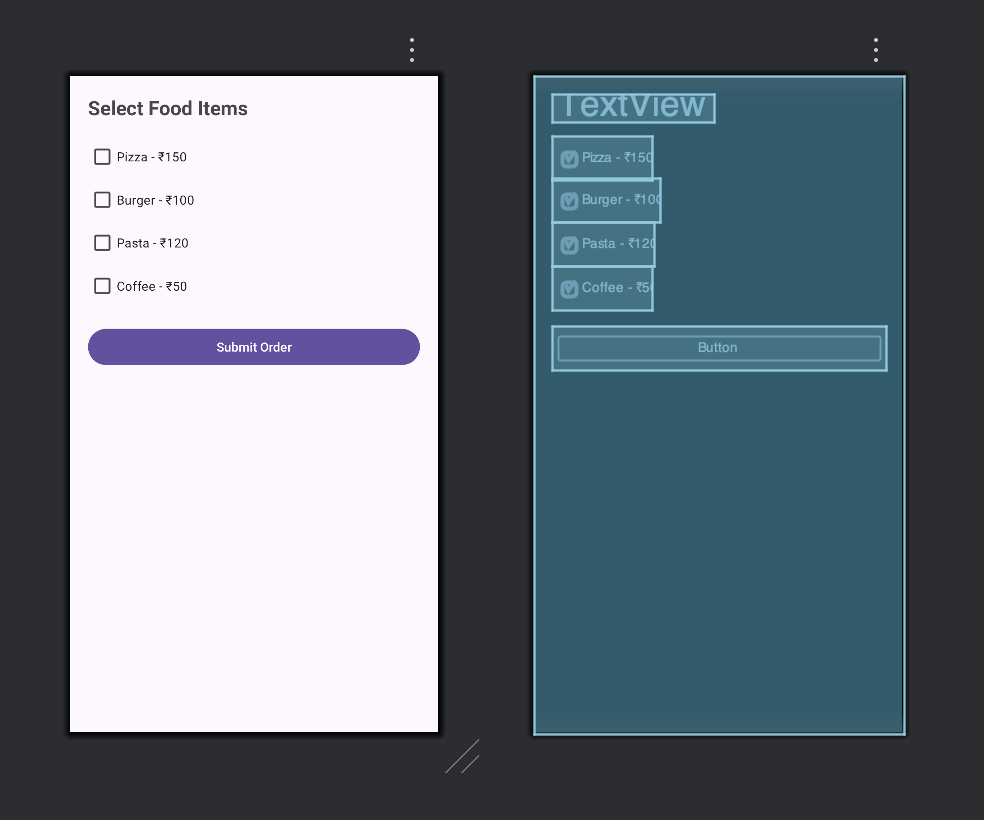 Select Food Items
Pizza - ₹150
Burger - ₹100
Pasta - ₹120
Coffee - ₹50
Submit Order
TextView
Pizza - ₹150
Burger - ₹100
Pasta - ₹120
Coffee - ₹5
Button